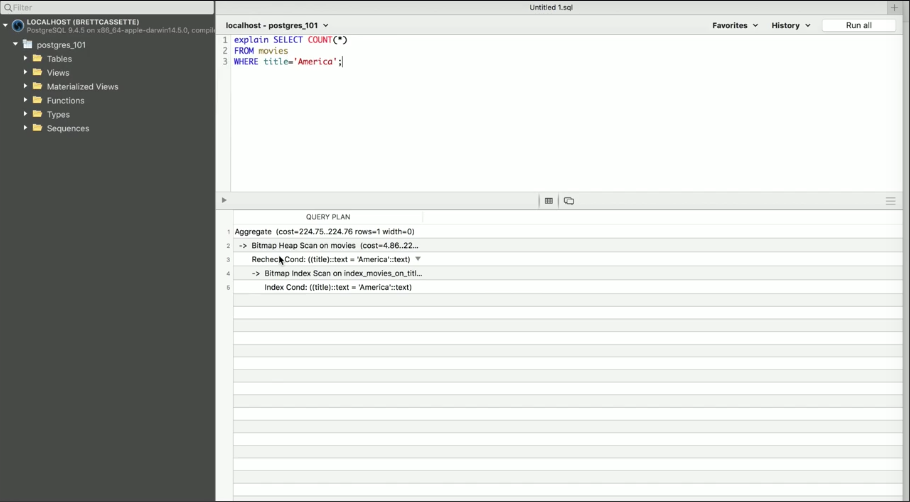 Filter
Untitled 1.sql
LOCALHOST (BRETTCASSETTE)
PostgreSQL 9.4.5 on x86_64-apple-darwin14.5.0, compil
localhost - postgres_101
Favorites
History
Run all
postgres_101
Tables
Views
Materialized Views
Functions
Types
Sequences
1 explain SELECT COUNT(*)
2 FROM movies
3 WHERE title='America';
QUERY PLAN
1 Aggregate (cost=224.75..224.76 rows=1 width=0)
2 -> Bitmap Heap Scan on movies (cost=4.86..22...
3 Recheck Cond: ((title)::text = 'America'::text)
4 -> Bitmap Index Scan on index_movies_on_titl...
5 Index Cond: ((title)::text = 'America'::text)